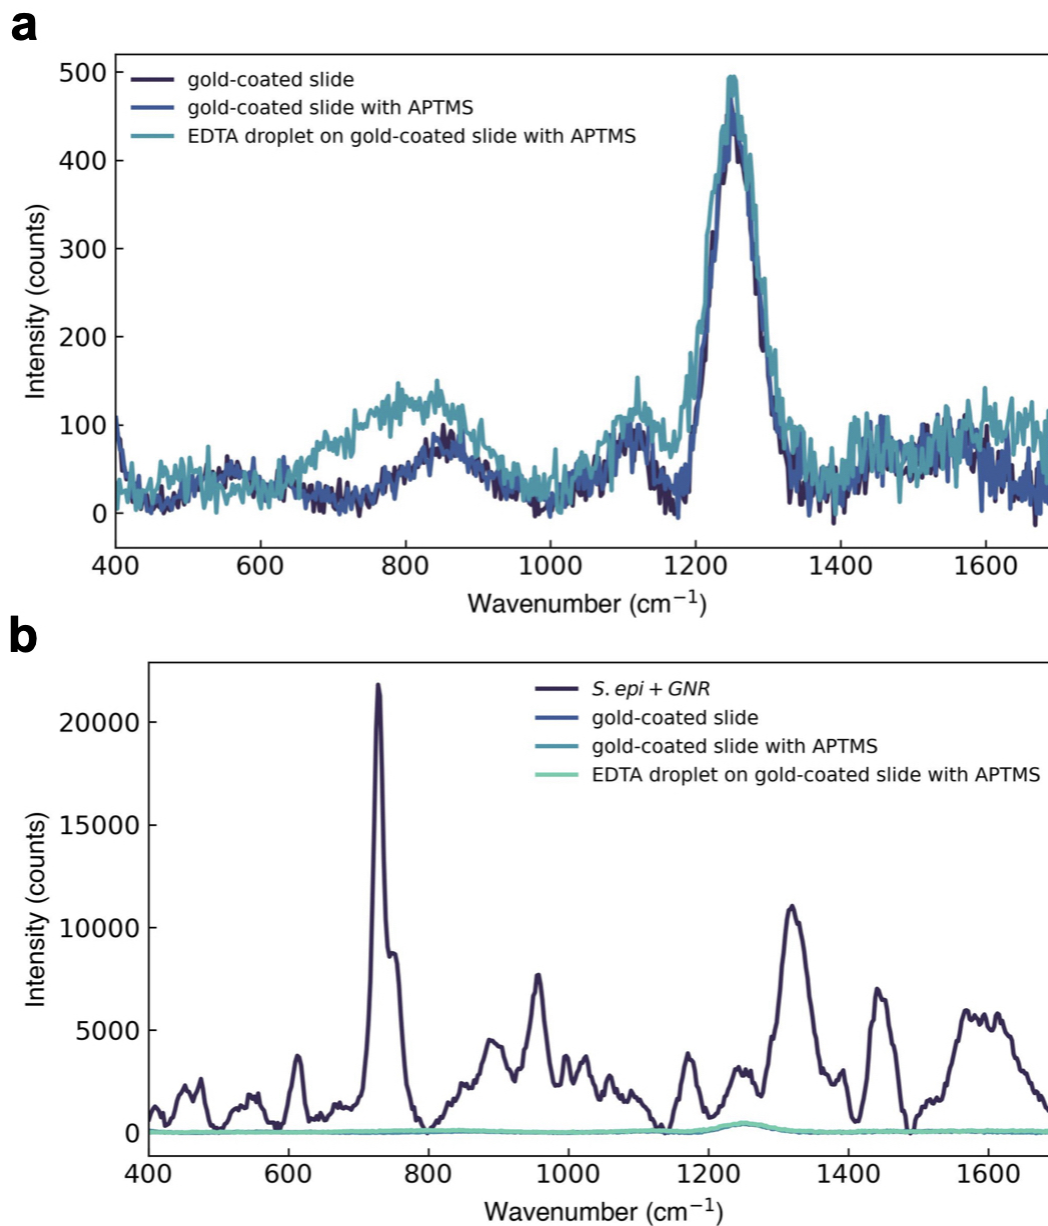 a
500
400
300
200
100
0
Intensity (counts)
gold-coated slide
gold-coated slide with APTMS
EDTA droplet on gold-coated slide with APTMS
400 600 800 1000 1200 1400 1600
Wavenumber (cm⁻¹)
b
20000
15000
10000
5000
0
Intensity (counts)
S. epi + GNR
gold-coated slide
gold-coated slide with APTMS
EDTA droplet on gold-coated slide with APTMS
400 600 800 1000 1200 1400 1600
Wavenumber (cm⁻¹)